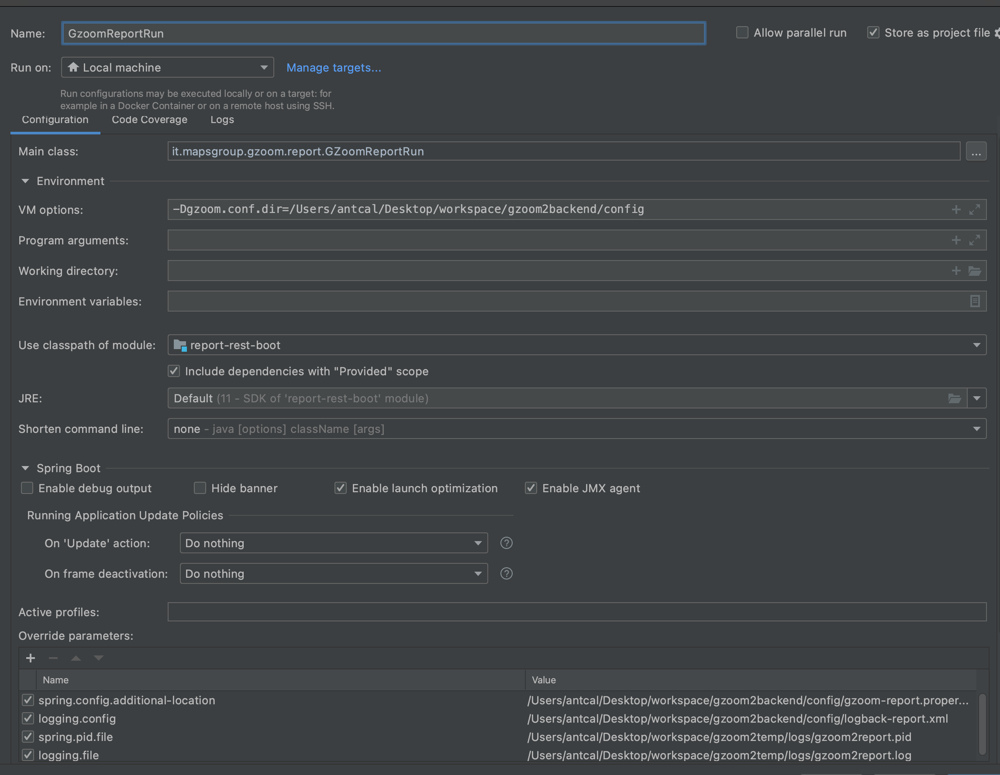 Name: GzoomReportRun Allow parallel run Store as project file
Run on: Local machine Manage targets...
Run configurations may be executed locally or on a target: for
example in a Docker Container or on a remote host using SSH.
Configuration Code Coverage Logs
Main class: it.mapsgroup.gzoom.report.GZoomReportRun ...
Environment
VM options: -Dgzoom.conf.dir=/Users/antcal/Desktop/workspace/gzoom2backend/config
Program arguments:
Working directory:
Environment variables:
Use classpath of module: report-rest-boot
Include dependencies with "Provided" scope
JRE: Default (11 - SDK of 'report-rest-boot' module)
Shorten command line: none - java [options] className [args]
Spring Boot
Enable debug output Hide banner Enable launch optimization Enable JMX agent
Running Application Update Policies
On 'Update' action: Do nothing ?
On frame deactivation: Do nothing ?
Active profiles:
Override parameters:
Name Value
spring.config.additional-location /Users/antcal/Desktop/workspace/gzoom2backend/config/gzoom-report.proper...
logging.config /Users/antcal/Desktop/workspace/gzoom2backend/config/logback-report.xml
spring.pid.file /Users/antcal/Desktop/workspace/gzoom2temp/logs/gzoom2report.pid
logging.file /Users/antcal/Desktop/workspace/gzoom2temp/logs/gzoom2report.log